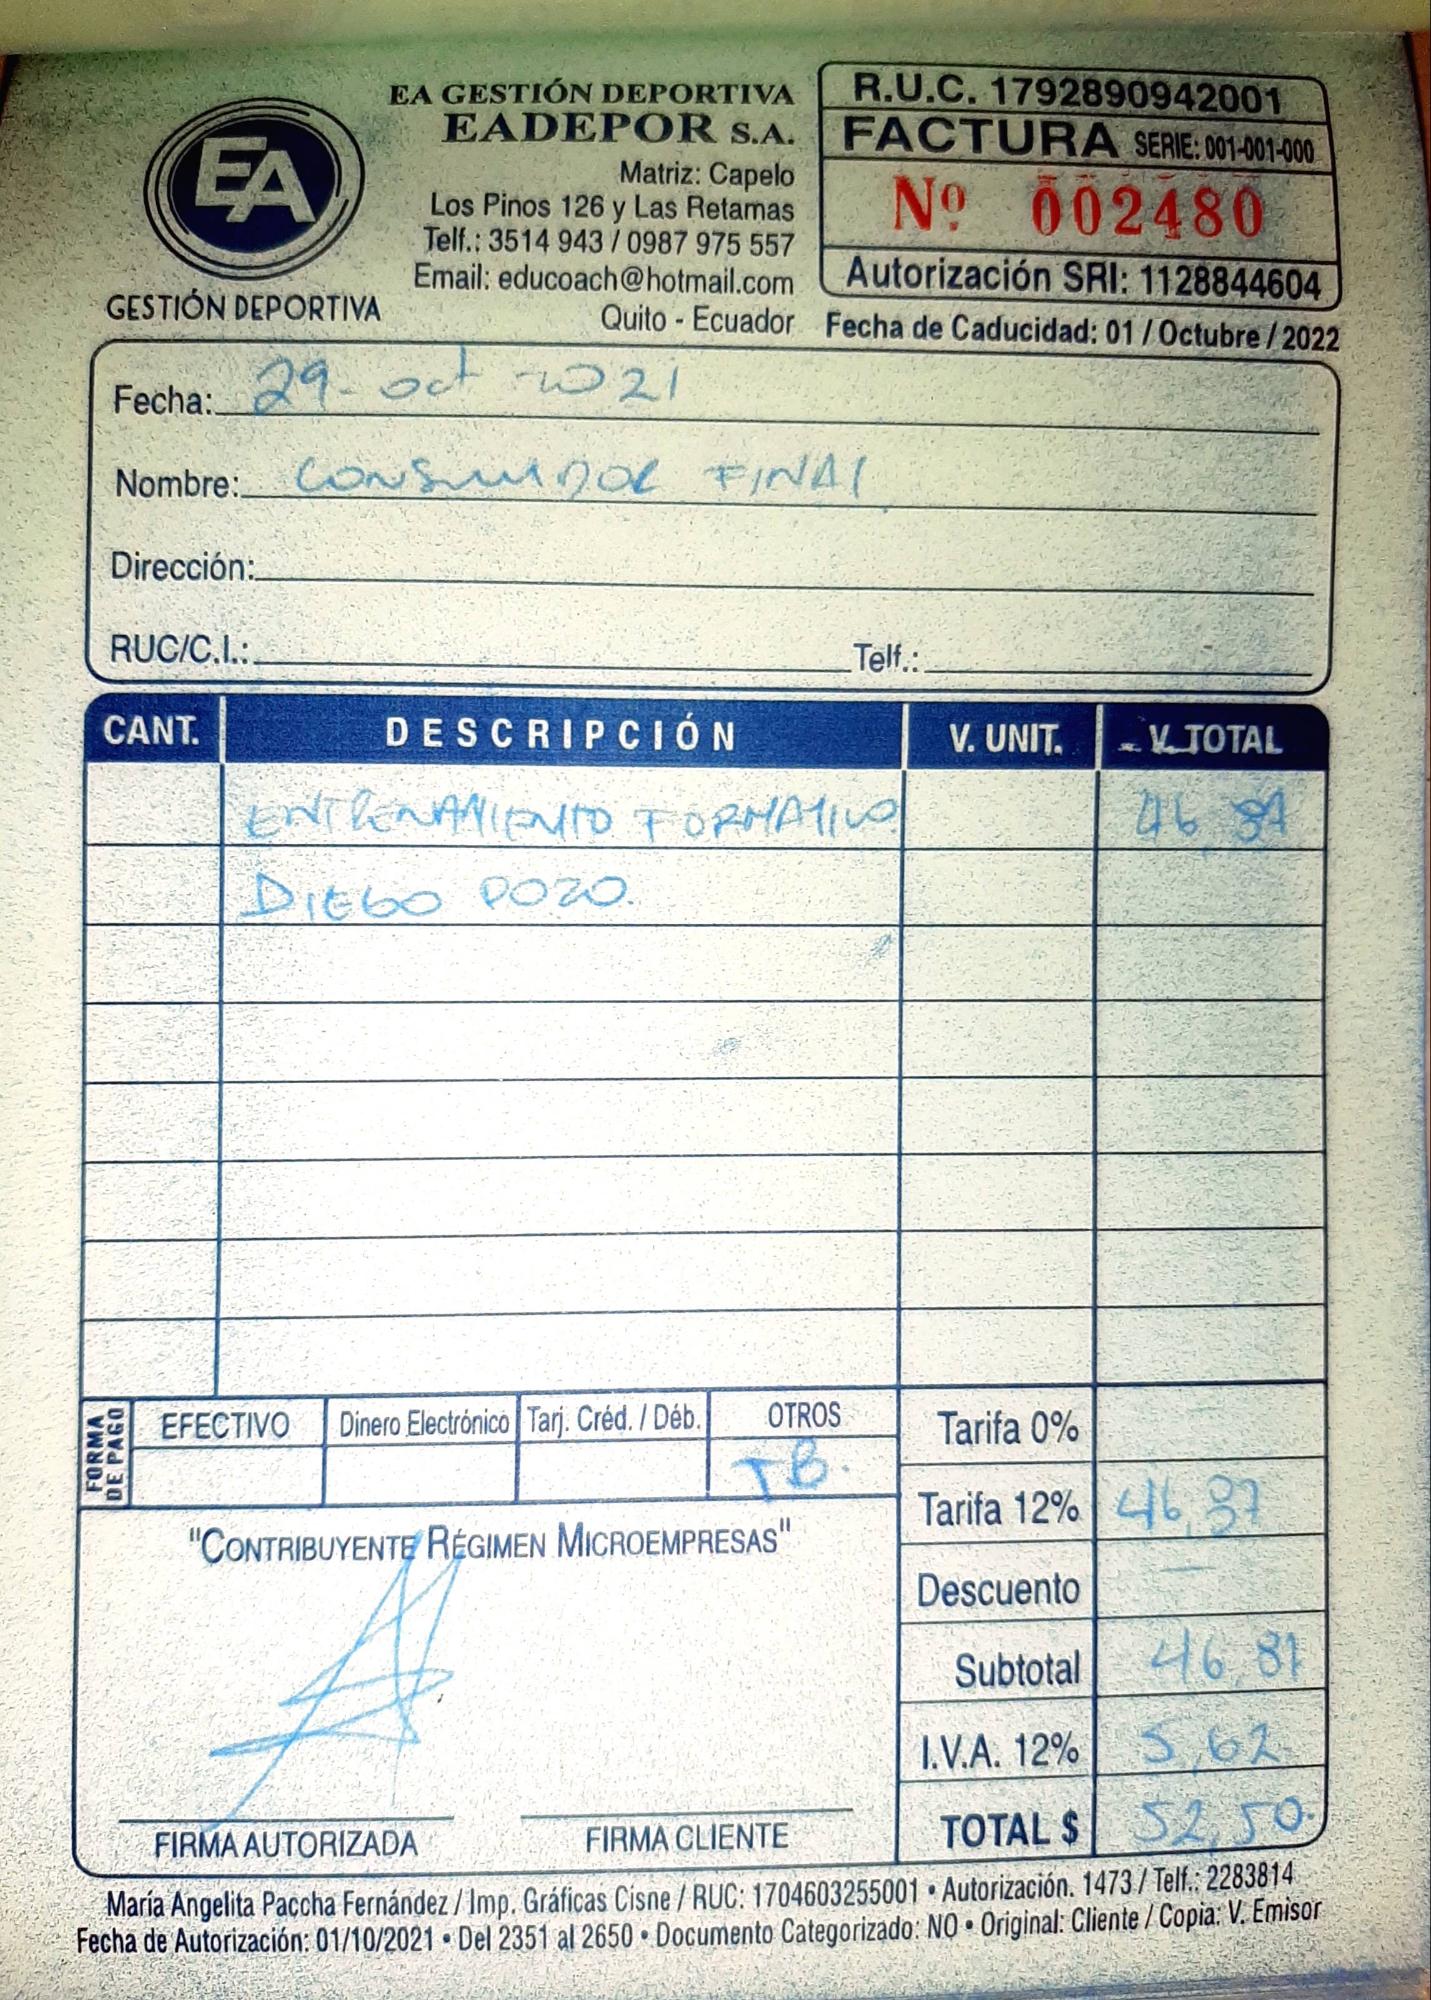 EA
GESTIÓN DEPORTIVA
EA GESTIÓN DEPORTIVA
EADEPOR S.A.
Matriz: Capelo
Los Pinos 126 y Las Retamas
Telf.: 3514 943 / 0987 975 557
Email: educoach@hotmail.com
Quito - Ecuador
R.U.C. 1792890942001
FACTURA SERIE: 001-001-000
Nº 002480
Autorización SRI: 1128844604
Fecha de Caducidad: 01 / Octubre / 2022
Fecha: 29-oct-2021
Nombre: CONSUMIDOR FINAL
Dirección:
RUC/C.I.: Telf.:
CANT. DESCRIPCIÓN V. UNIT. V. TOTAL
ENTRENAMIENTO FORMATIVO 46,87
DIEGO POZO.
FORMA DE PAGO EFECTIVO Dinero Electrónico Tarj. Créd. / Déb. OTROS
TB.
Tarifa 0%
Tarifa 12% 46,87
Descuento —
Subtotal 46,87
I.V.A. 12% 5,62
TOTAL $ 52,50.
"CONTRIBUYENTE RÉGIMEN MICROEMPRESAS"
FIRMA AUTORIZADA FIRMA CLIENTE
María Angelita Paccha Fernández / Imp. Gráficas Cisne / RUC: 1704603255001 • Autorización. 1473 / Telf.: 2283814
Fecha de Autorización: 01/10/2021 • Del 2351 al 2650 • Documento Categorizado: NO • Original: Cliente / Copia: V. Emisor